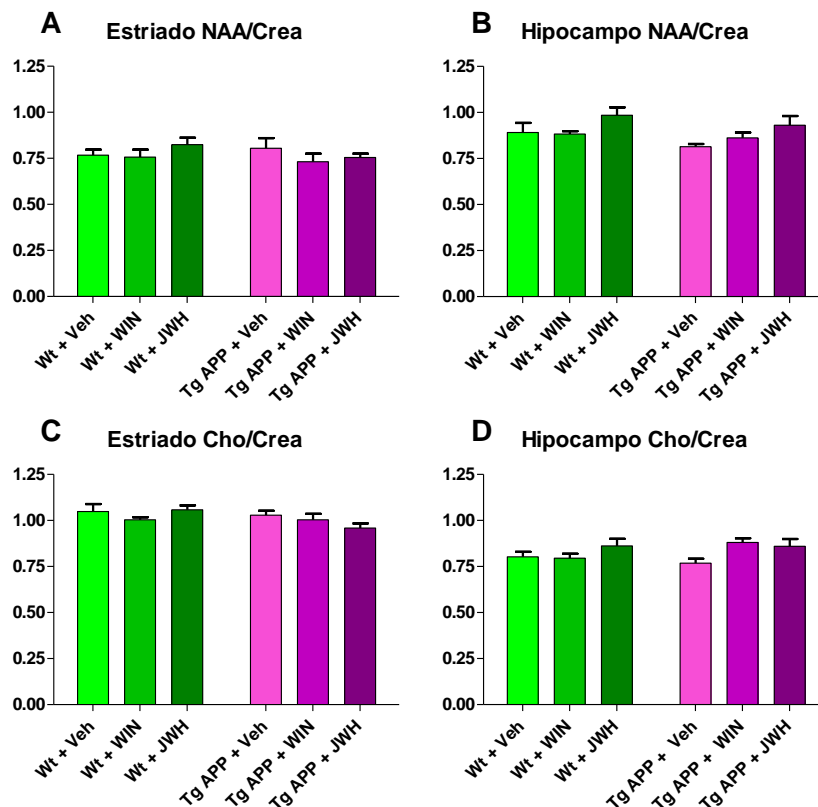 A
Estriado NAA/Crea
1.25
1.00
0.75
0.50
0.25
0.00
Wt + Veh
Wt + WIN
Wt + JWH
Tg APP + Veh
Tg APP + WIN
Tg APP + JWH
B
Hipocampo NAA/Crea
1.25
1.00
0.75
0.50
0.25
0.00
Wt + Veh
Wt + WIN
Wt + JWH
Tg APP + Veh
Tg APP + WIN
Tg APP + JWH
C
Estriado Cho/Crea
1.25
1.00
0.75
0.50
0.25
0.00
Wt + Veh
Wt + WIN
Wt + JWH
Tg APP + Veh
Tg APP + WIN
Tg APP + JWH
D
Hipocampo Cho/Crea
1.25
1.00
0.75
0.50
0.25
0.00
Wt + Veh
Wt + WIN
Wt + JWH
Tg APP + Veh
Tg APP + WIN
Tg APP + JWH